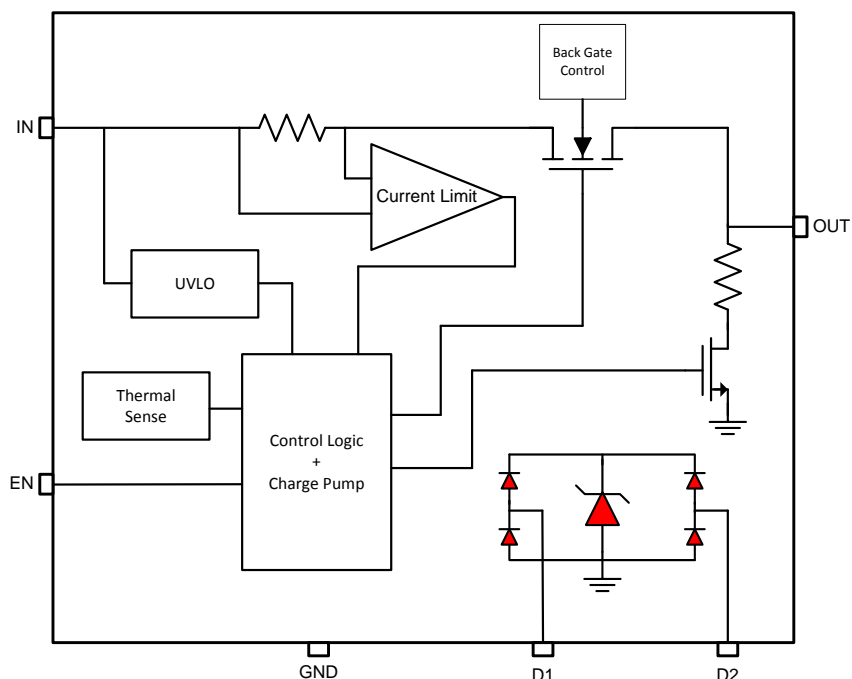 Back Gate
Control
IN
Current Limit
OUT
UVLO
Thermal
Sense
Control Logic
+
Charge Pump
EN
GND
D1
D2